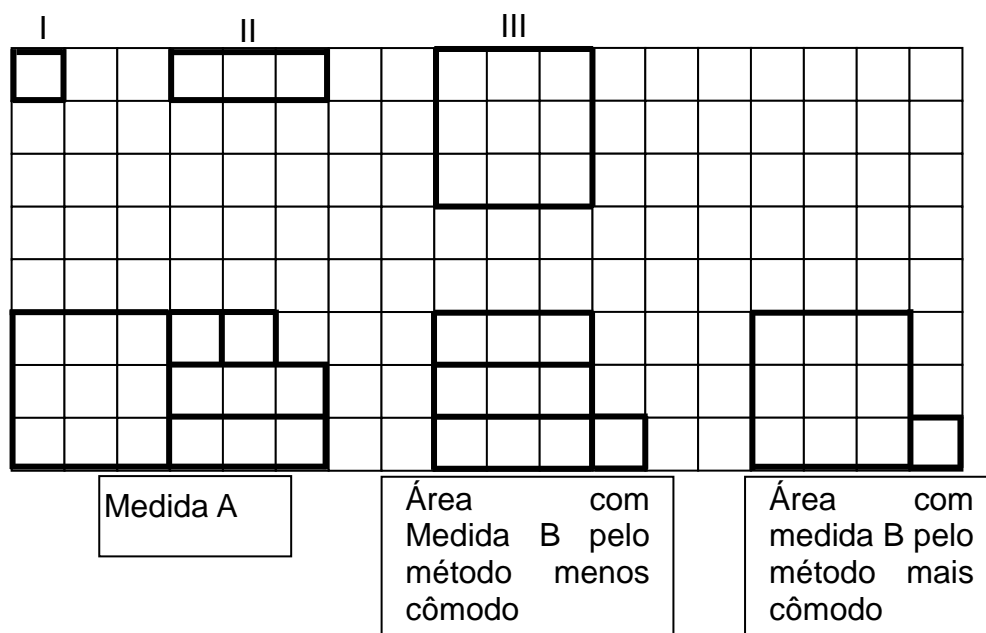 I
II
III
Medida A
Área com
Medida B pelo
método menos
cômodo
Área com
medida B pelo
método mais
cômodo